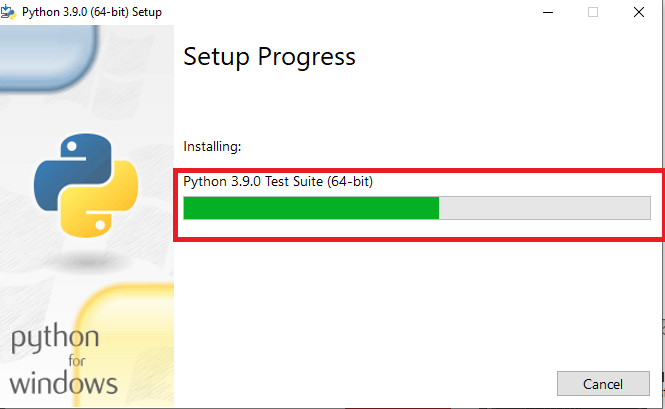 Python 3.9.0 (64-bit) Setup
Setup Progress
Installing:
Python 3.9.0 Test Suite (64-bit)
python
for
windows
Cancel